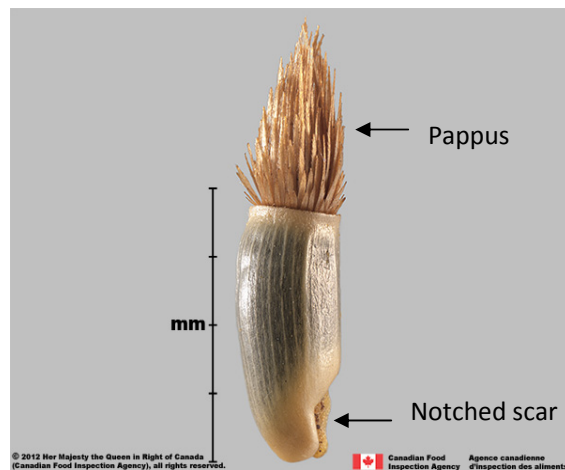 Pappus
mm
Notched scar
© 2012 Her Majesty the Queen in Right of Canada
(Canadian Food Inspection Agency), all rights reserved.
Canadian Food
Inspection Agency
Agence canadienne
d'inspection des aliments